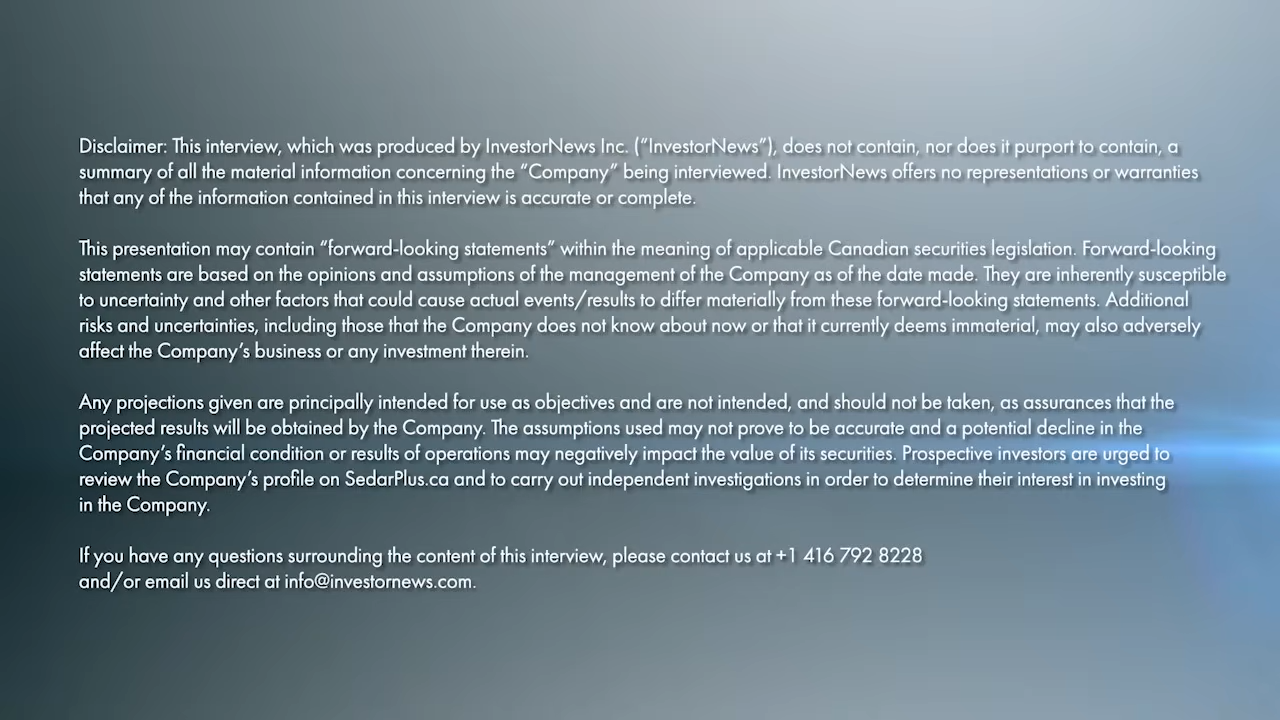 Disclaimer: This interview, which was produced by InvestorNews Inc. (“InvestorNews”), does not contain, nor does it purport to contain, a
summary of all the material information concerning the “Company” being interviewed. InvestorNews offers no representations or warranties
that any of the information contained in this interview is accurate or complete.
This presentation may contain “forward-looking statements” within the meaning of applicable Canadian securities legislation. Forward-looking
statements are based on the opinions and assumptions of the management of the Company as of the date made. They are inherently susceptible
to uncertainty and other factors that could cause actual events/results to differ materially from these forward-looking statements. Additional
risks and uncertainties, including those that the Company does not know about now or that it currently deems immaterial, may also adversely
affect the Company’s business or any investment therein.
Any projections given are principally intended for use as objectives and are not intended, and should not be taken, as assurances that the
projected results will be obtained by the Company. The assumptions used may not prove to be accurate and a potential decline in the
Company’s financial condition or results of operations may negatively impact the value of its securities. Prospective investors are urged to
review the Company’s profile on SedarPlus.ca and to carry out independent investigations in order to determine their interest in investing
in the Company.
If you have any questions surrounding the content of this interview, please contact us at +1 416 792 8228
and/or email us direct at info@investornews.com.